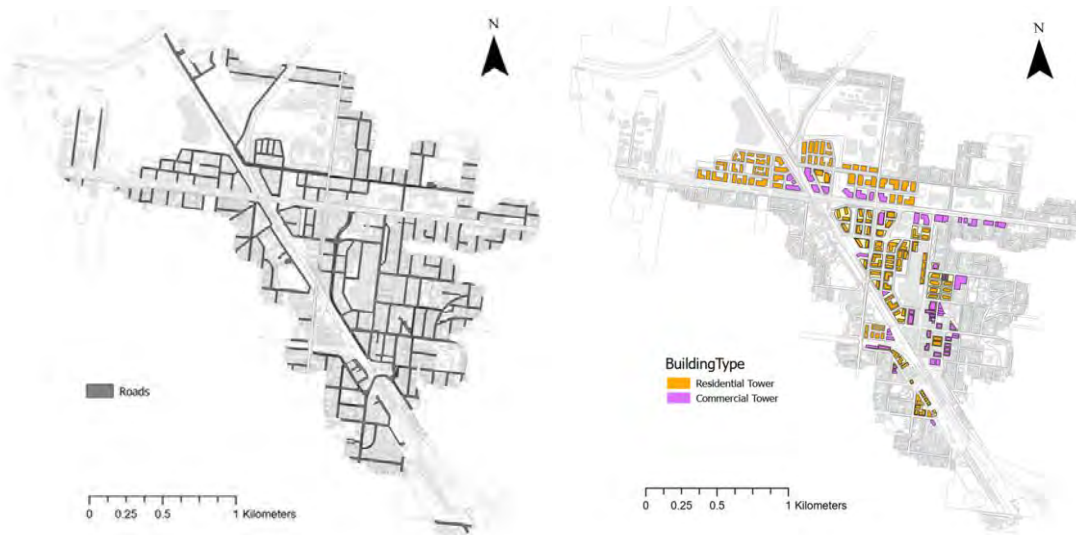 N
Roads
0 0.25 0.5 1 Kilometers
N
BuildingType
Residential Tower
Commercial Tower
0 0.25 0.5 1 Kilometers